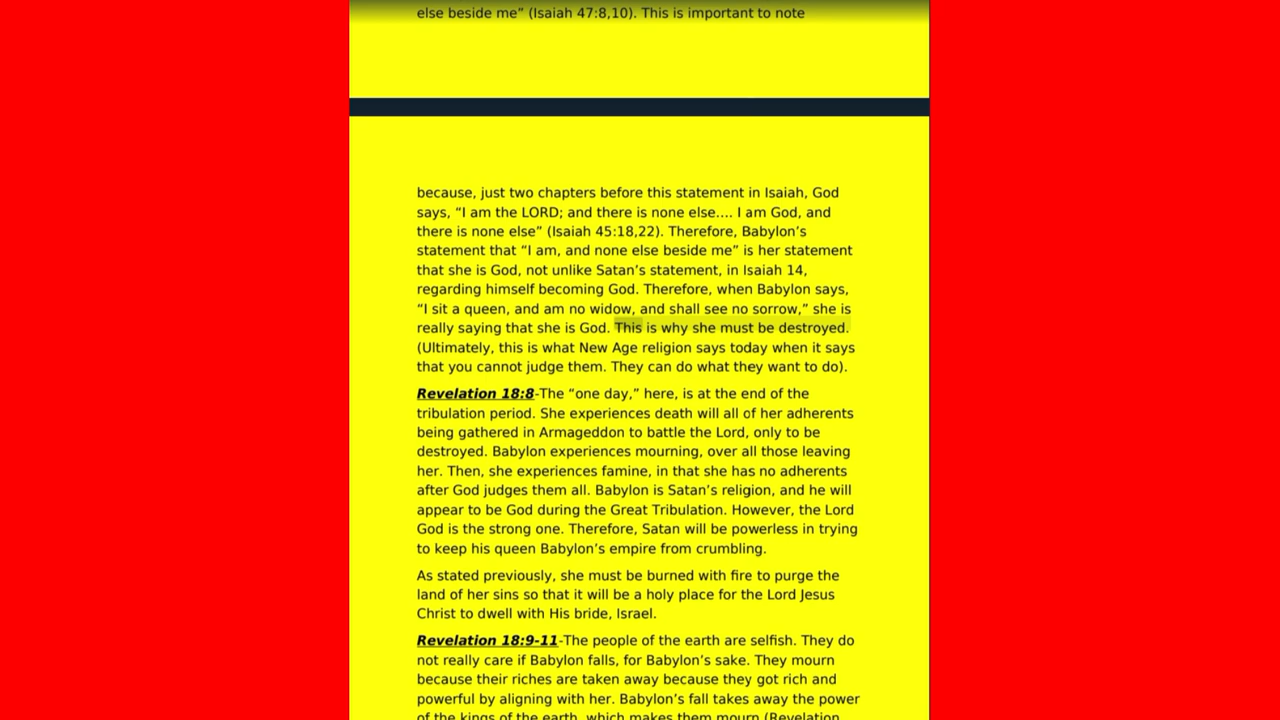 else beside me” (Isaiah 47:8,10). This is important to note
because, just two chapters before this statement in Isaiah, God
says, “I am the LORD; and there is none else…. I am God, and
there is none else” (Isaiah 45:18,22). Therefore, Babylon’s
statement that “I am, and none else beside me” is her statement
that she is God, not unlike Satan’s statement, in Isaiah 14,
regarding himself becoming God. Therefore, when Babylon says,
“I sit a queen, and am no widow, and shall see no sorrow,” she is
really saying that she is God. This is why she must be destroyed.
(Ultimately, this is what New Age religion says today when it says
that you cannot judge them. They can do what they want to do).
Revelation 18:8-The “one day,” here, is at the end of the
tribulation period. She experiences death will all of her adherents
being gathered in Armageddon to battle the Lord, only to be
destroyed. Babylon experiences mourning, over all those leaving
her. Then, she experiences famine, in that she has no adherents
after God judges them all. Babylon is Satan’s religion, and he will
appear to be God during the Great Tribulation. However, the Lord
God is the strong one. Therefore, Satan will be powerless in trying
to keep his queen Babylon’s empire from crumbling.
As stated previously, she must be burned with fire to purge the
land of her sins so that it will be a holy place for the Lord Jesus
Christ to dwell with His bride, Israel.
Revelation 18:9-11-The people of the earth are selfish. They do
not really care if Babylon falls, for Babylon’s sake. They mourn
because their riches are taken away because they got rich and
powerful by aligning with her. Babylon’s fall takes away the power
of the kings of the earth, which makes them mourn (Revelation